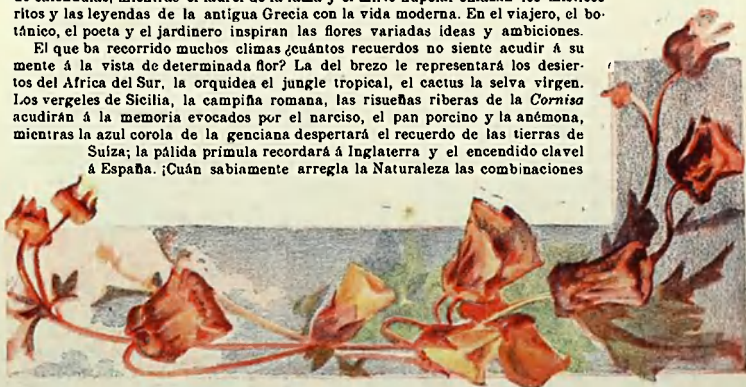 ritos y las leyendas de la antigua Grecia con la vida moderna. En el viajero, el bo-
tánico, el poeta y el jardinero inspiran las flores variadas ideas y ambiciones.
El que ha recorrido muchos climas ¿cuántos recuerdos no siente acudir á su
mente á la vista de determinada flor? La del brezo le representará los desier-
tos del Africa del Sur, la orquidea el jungle tropical, el cactus la selva virgen.
Los vergeles de Sicilia, la campiña romana, las risueñas riberas de la Cornisa
acudirán á la memoria evocados por el narciso, el pan porcino y la anémona,
mientras la azul corola de la genciana despertará el recuerdo de las tierras de
Suíza; la pálida prímula recordará á Inglaterra y el encendido clavel
á España. ¡Cuán sabiamente arregla la Naturaleza las combinaciones